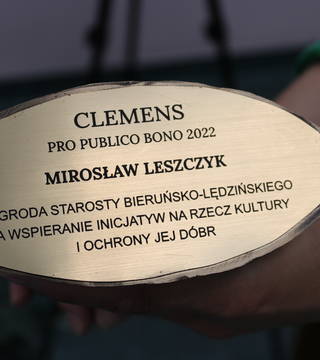 CLEMENS
PRO PUBLICO BONO 2022
MIROSŁAW LESZCZYK
GRODA STAROSTY BIERUŃSKO-LĘDZIŃSKIEGO
A WSPIERANIE INICJATYW NA RZECZ KULTURY
I OCHRONY JEJ DÓBR